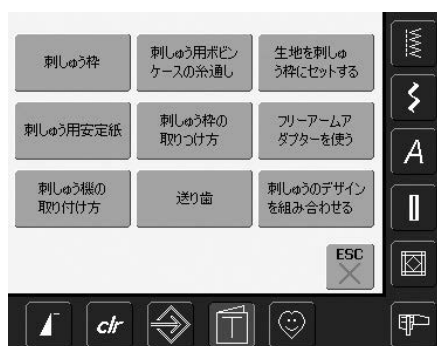 刺しゅう枠
刺しゅう用ボビン
ケースの糸通し
生地を刺しゅ
う枠にセットする
刺しゅう用安定紙
刺しゅう枠の
取りつけ方
フリーアームア
ダプターを使う
刺しゅう機の
取り付け方
送り歯
刺しゅうのデザイン
を組み合わせる
ESC
A
clr